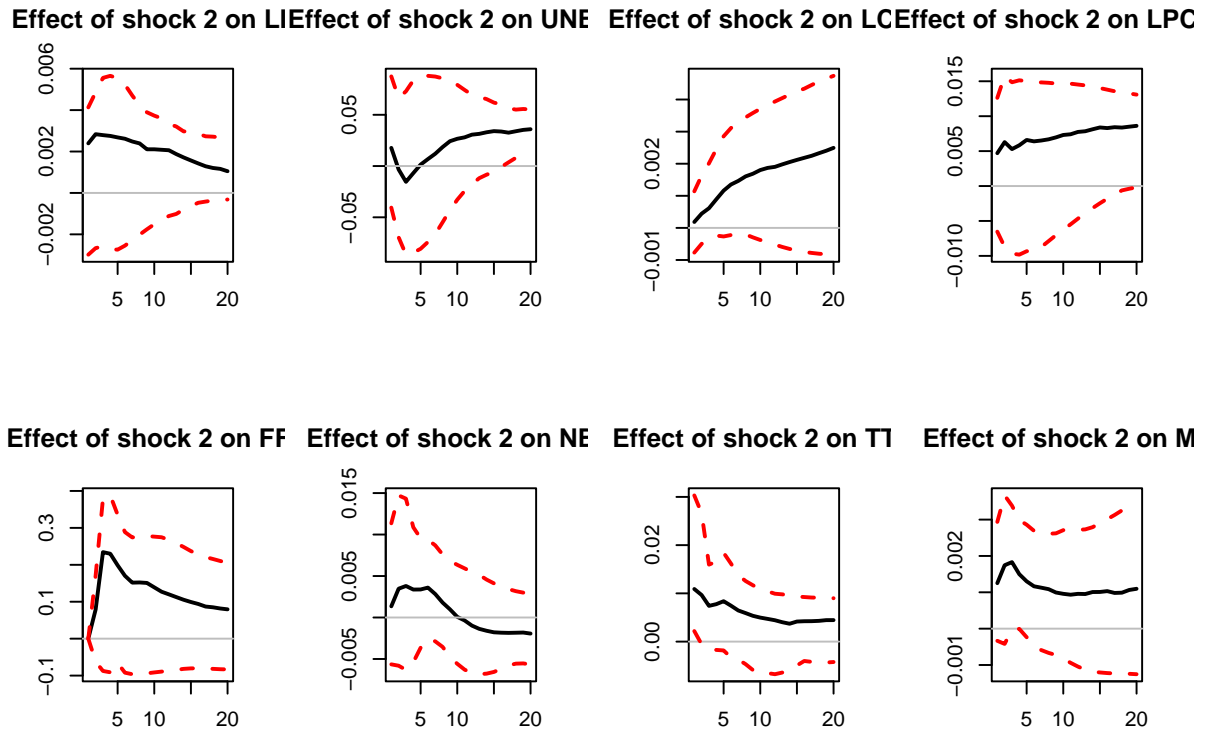 Effect of shock 2 on LI
Effect of shock 2 on UNE
Effect of shock 2 on LC
Effect of shock 2 on LPC
0.006
0.002
−0.002
5 10 20
0.05
−0.05
5 10 20
0.002
−0.001
5 10 20
0.015
0.005
−0.010
5 10 20
Effect of shock 2 on FF
Effect of shock 2 on NE
Effect of shock 2 on TT
Effect of shock 2 on M
0.3
0.1
−0.1
5 10 20
0.015
0.005
−0.005
5 10 20
0.02
0.00
5 10 20
0.002
−0.001
5 10 20